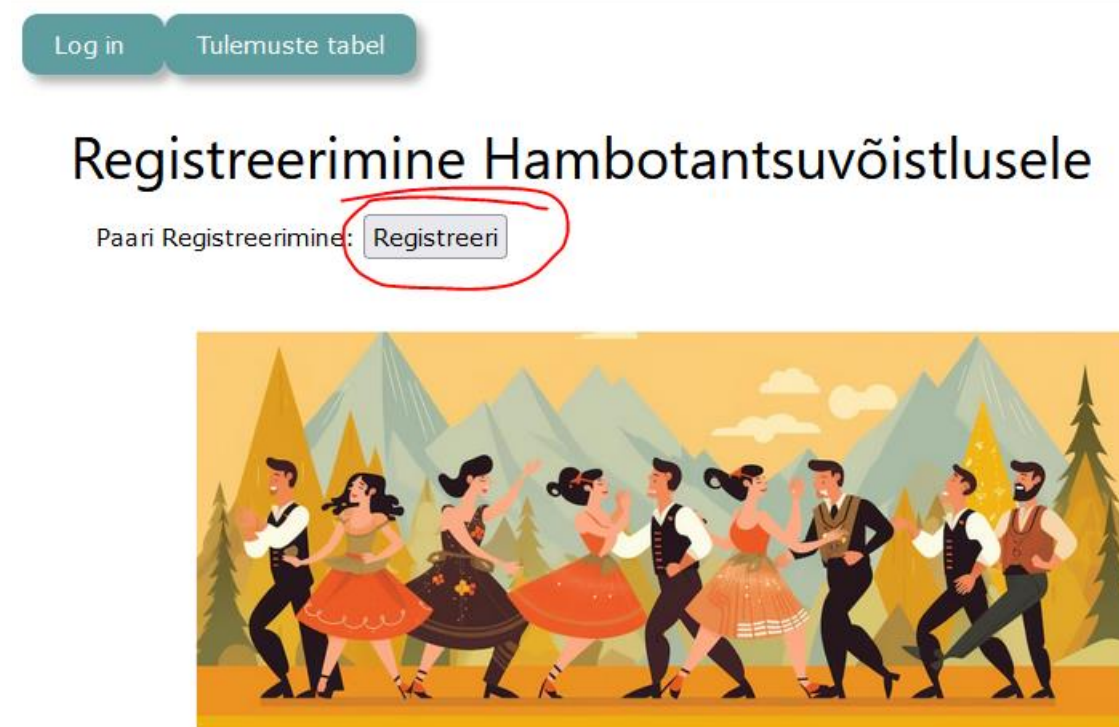 Log in Tulemuste tabel
Registreerimine Hambotantsuvõistlusele
Paari Registreerimine: Registreeri